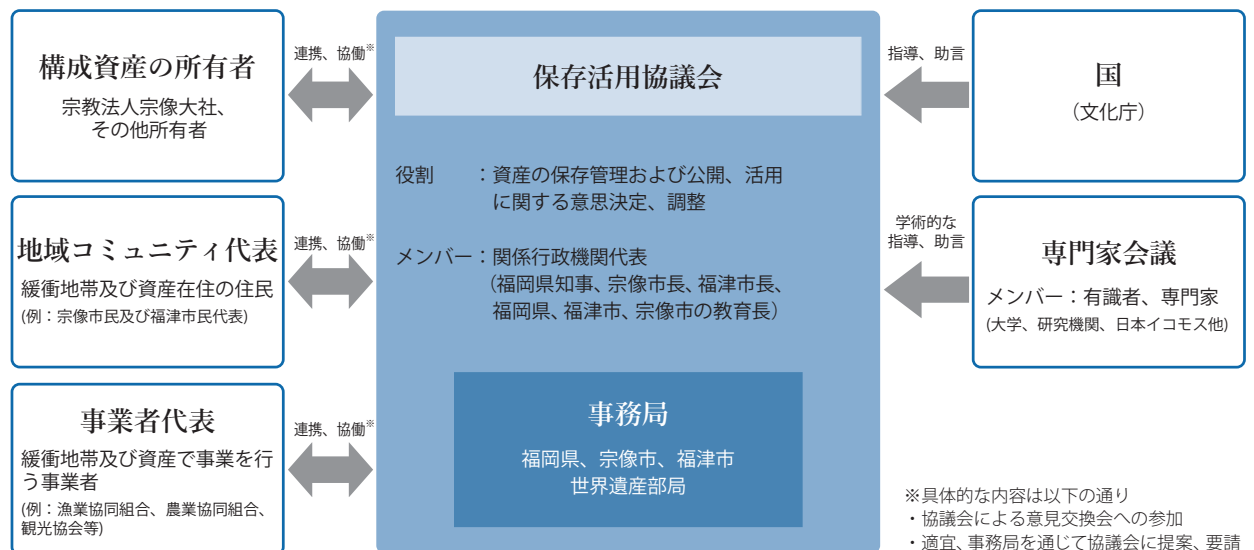 構成資産の所有者
宗教法人宗像大社、
その他所有者
連携、協働※
地域コミュニティ代表
緩衝地帯及び資産在住の住民
(例：宗像市民及び福津市民代表)
連携、協働※
事業者代表
緩衝地帯及び資産で事業を行
う事業者
(例：漁業協同組合、農業協同組合、
観光協会等)
連携、協働※
保存活用協議会
役割　：資産の保存管理および公開、活用
に関する意思決定、調整
メンバー：関係行政機関代表
（福岡県知事、宗像市長、福津市長、
福岡県、福津市、宗像市の教育長）
事務局
福岡県、宗像市、福津市
世界遺産部局
指導、助言
国
（文化庁）
学術的な
指導、助言
専門家会議
メンバー：有識者、専門家
(大学、研究機関、日本イコモス他)
※具体的な内容は以下の通り
・協議会による意見交換会への参加
・適宜、事務局を通じて協議会に提案、要請